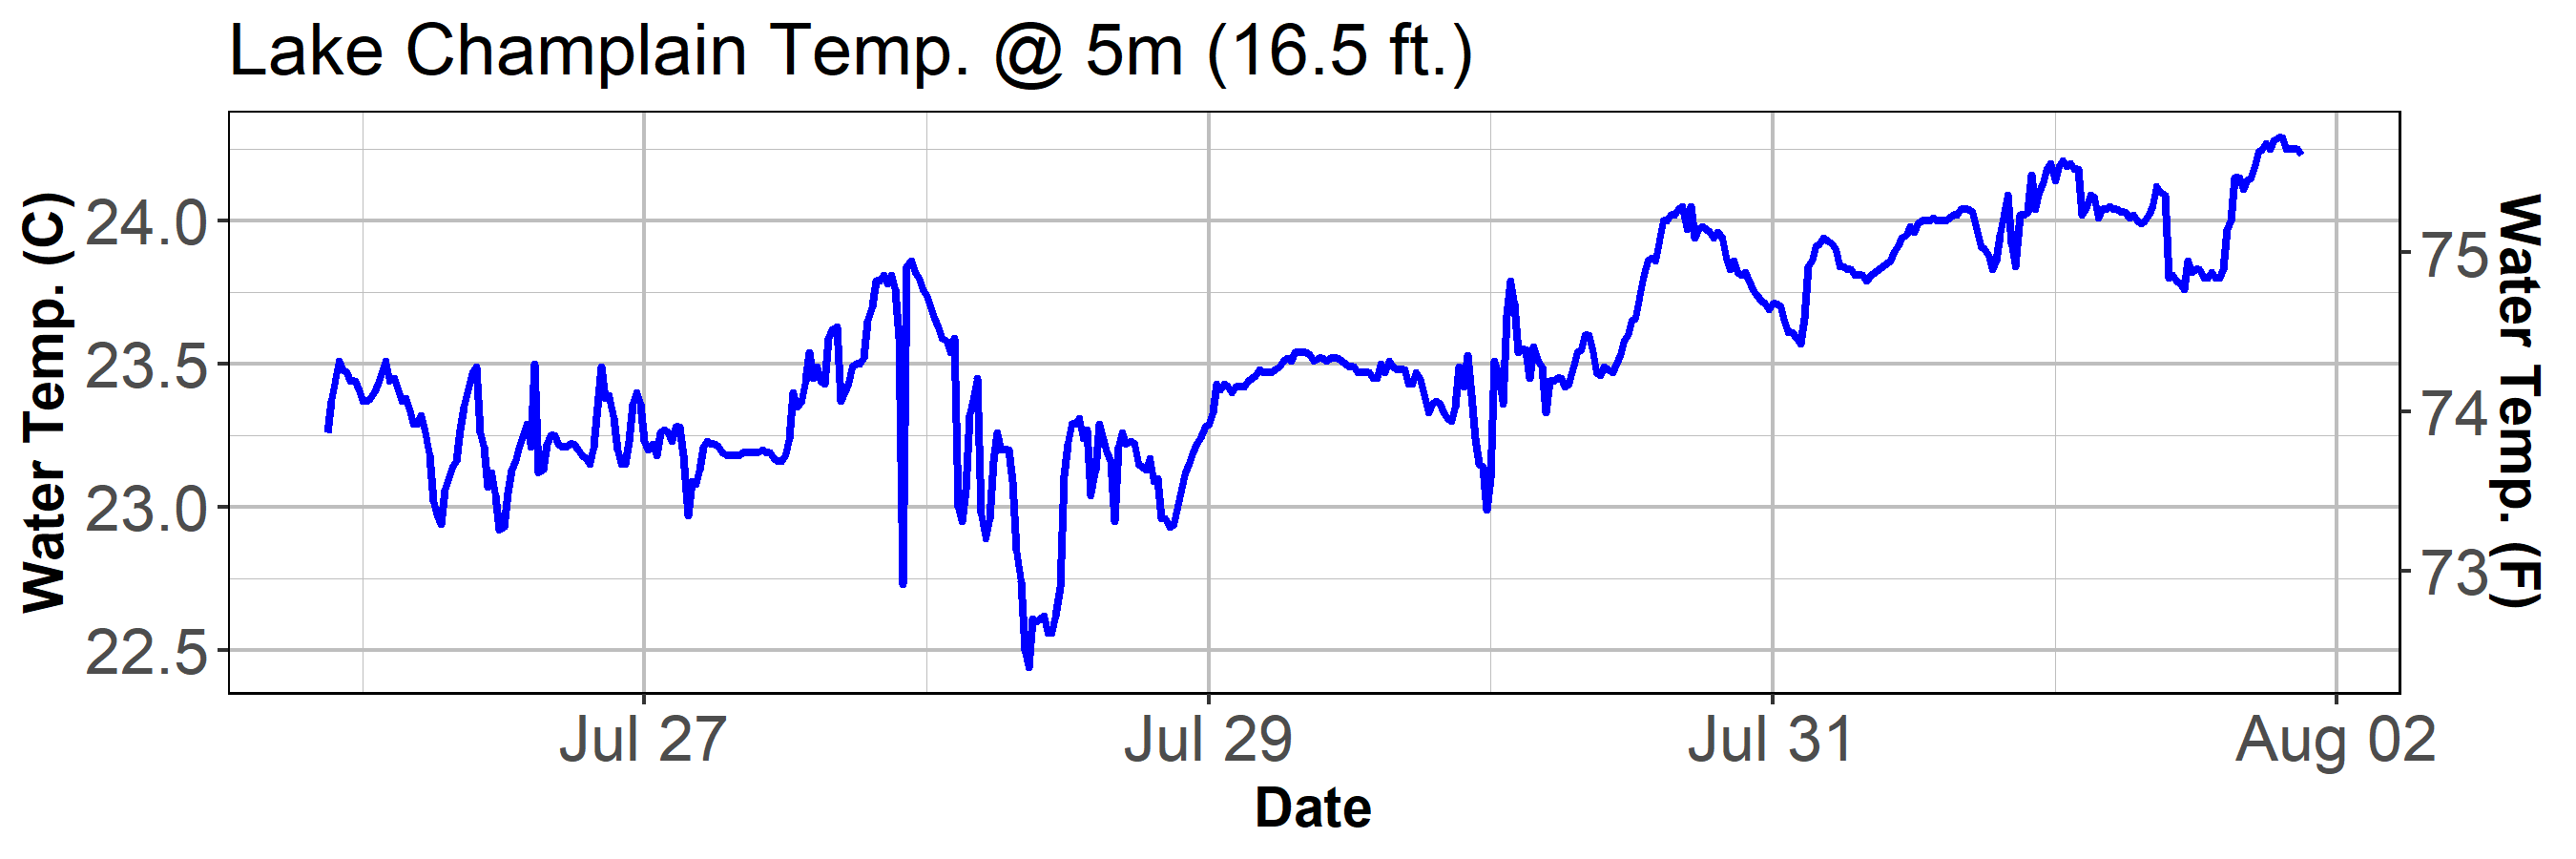 Lake Champlain Temp. @ 5m (16.5 ft.)
Water Temp. (C)
24.0
23.5
23.0
22.5
75
74
73
Water Temp. (F)
Jul 27
Jul 29
Jul 31
Aug 02
Date